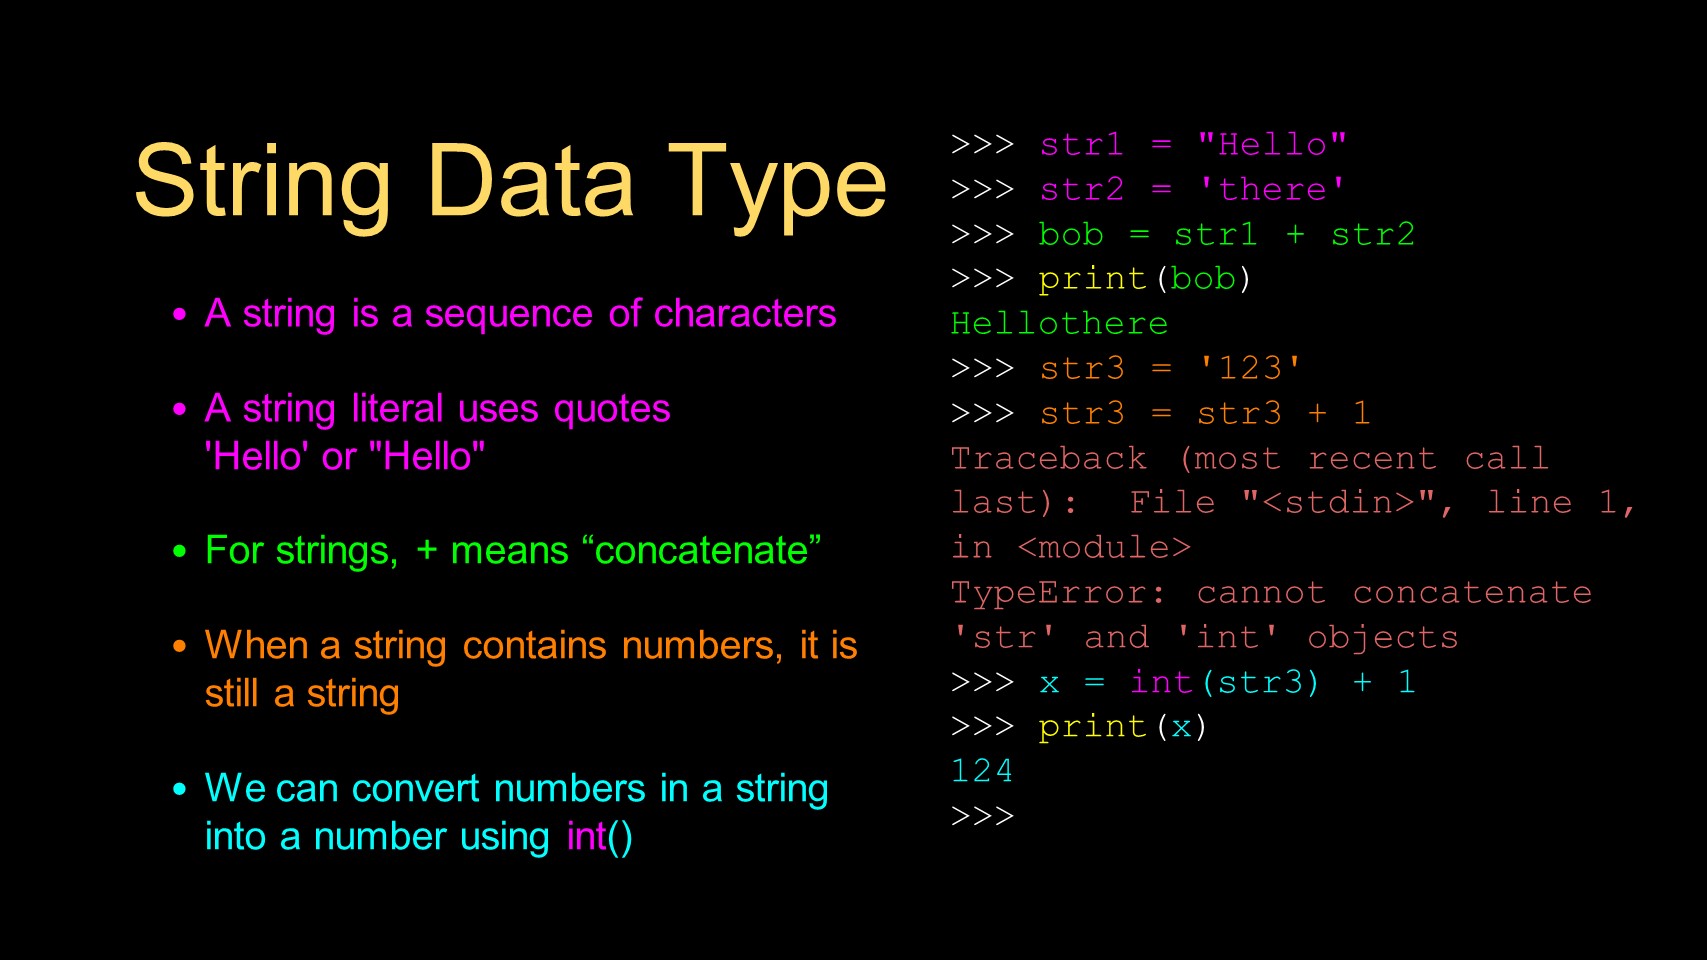 String Data Type
• A string is a sequence of characters
• A string literal uses quotes
'Hello' or "Hello"
• For strings, + means “concatenate”
• When a string contains numbers, it is
still a string
• We can convert numbers in a string
into a number using int()
>>> str1 = "Hello"
>>> str2 = 'there'
>>> bob = str1 + str2
>>> print(bob)
Hellothere
>>> str3 = '123'
>>> str3 = str3 + 1
Traceback (most recent call
last):  File "<stdin>", line 1,
in <module>
TypeError: cannot concatenate
'str' and 'int' objects
>>> x = int(str3) + 1
>>> print(x)
124
>>>